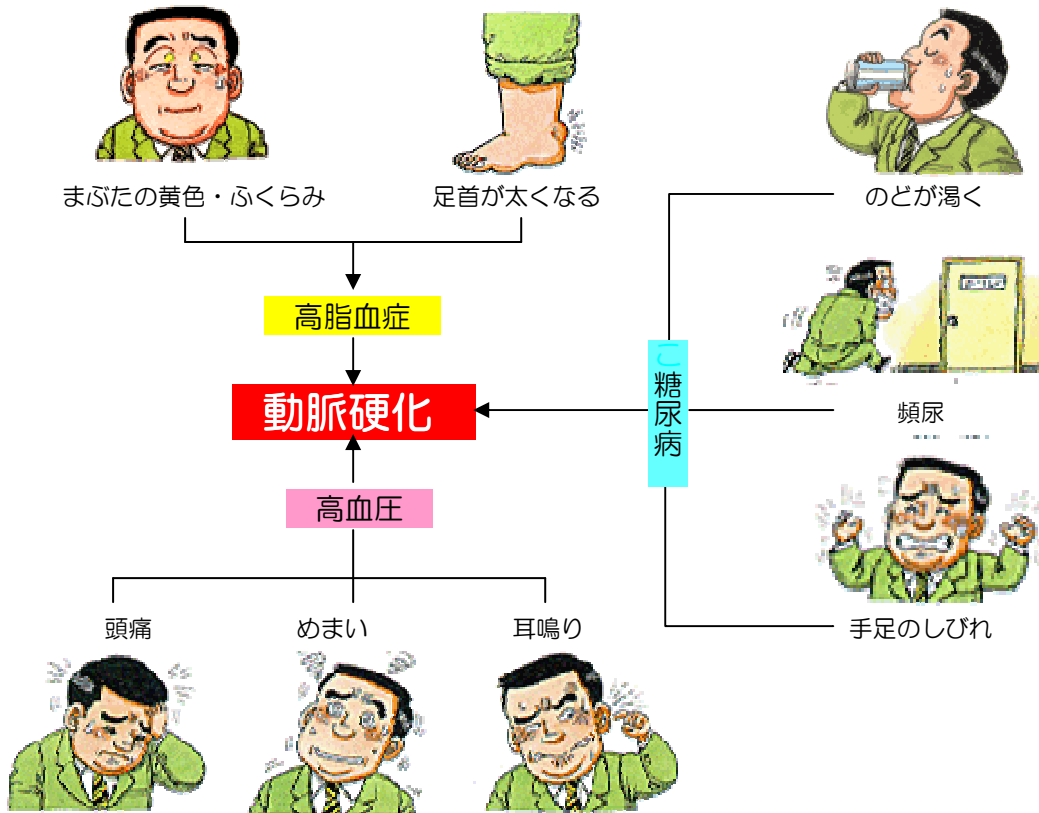 まぶたの黄色・ふくらみ
足首が太くなる
のどが渇く
高脂血症
動脈硬化
こ糖尿病
頻尿
高血圧
頭痛
めまい
耳鳴り
手足のしびれ